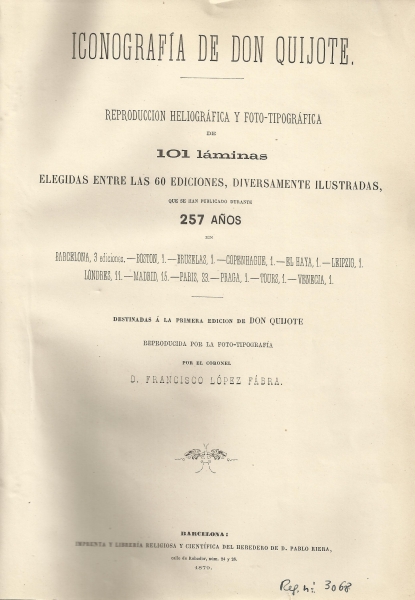 ICONOGRAFÍA DE DON QUIJOTE.
REPRODUCCION HELIOGRÁFICA Y FOTO-TIPOGRÁFICA
DE
101 láminas
ELEGIDAS ENTRE LAS 60 EDICIONES, DIVERSAMENTE ILUSTRADAS,
QUE SE HAN PUBLICADO DURANTE
257 AÑOS
EN
BARCELONA, 3 ediciones.—BOSTON, 1.—BRUSELAS, 1.—COPENHAGUE, 1.—EL HAYA, 1.—LEIPZIG, 1.
LÓNDRES, 11.—MADRID, 15.—PARIS, 23.—PRAGA, 1.—TOURS, 1.—VENECIA, 1.
DESTINADAS Á LA PRIMERA EDICION DE DON QUIJOTE
REPRODUCIDA POR LA FOTO-TIPOGRAFÍA
POR EL CORONEL
D. FRANCISCO LÓPEZ FÁBRA.
BARCELONA:
IMPRENTA Y LIBRERÍA RELIGIOSA Y CIENTÍFICA DEL HEREDERO DE D. PABLO RIERA,
calle de Robador, núm. 24 y 26.
1879.
Reg. n: 3068